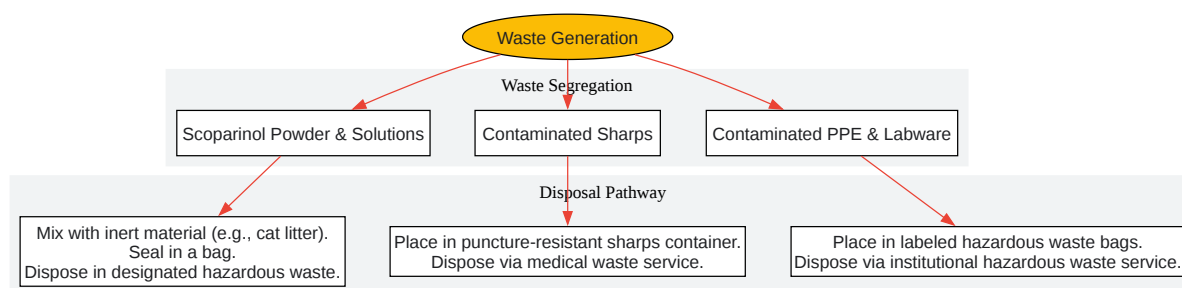 Waste Generation
Waste Segregation
Scoparinol Powder & Solutions
Contaminated Sharps
Contaminated PPE & Labware
Disposal Pathway
Mix with inert material (e.g., cat litter).
Seal in a bag.
Dispose in designated hazardous waste.
Place in puncture-resistant sharps container.
Dispose via medical waste service.
Place in labeled hazardous waste bags.
Dispose via institutional hazardous waste service.